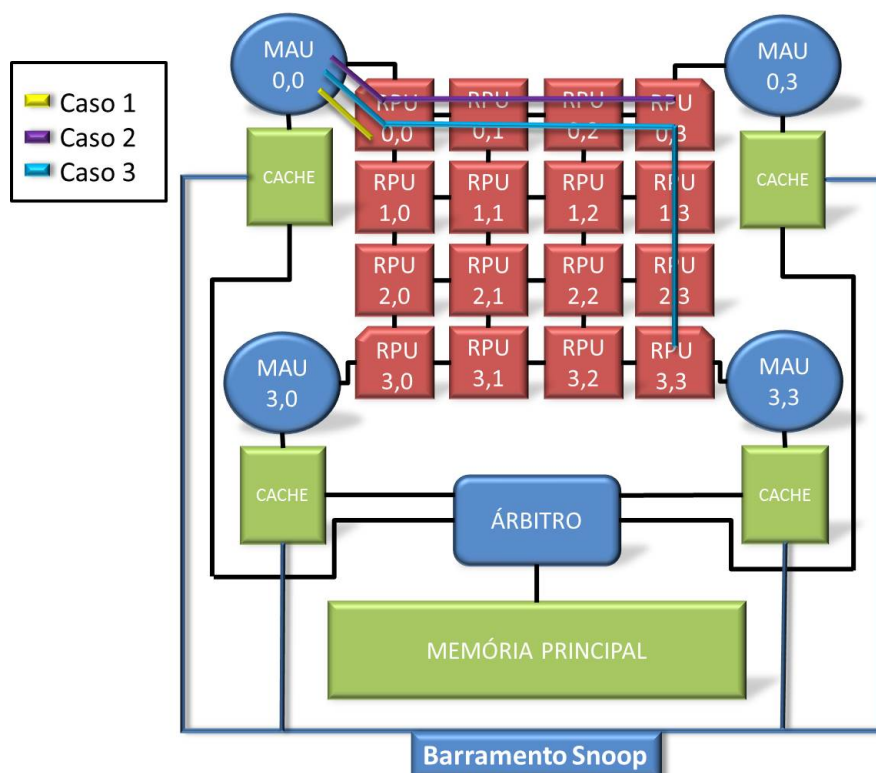 MAU
0,0
MAU
0,3
Caso 1
Caso 2
Caso 3
RPU
0,0
RPU
0,1
RPU
0,2
RPU
0,3
CACHE
CACHE
RPU
1,0
RPU
1,1
RPU
1,2
RPU
1,3
RPU
2,0
RPU
2,1
RPU
2,2
RPU
2,3
MAU
3,0
RPU
3,0
RPU
3,1
RPU
3,2
RPU
3,3
MAU
3,3
CACHE
ÁRBITRO
CACHE
MEMÓRIA PRINCIPAL
Barramento Snoop